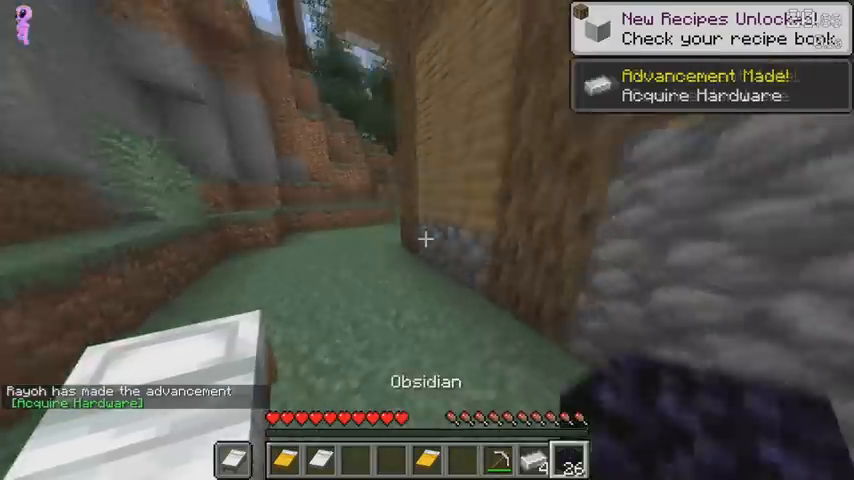 New Recipes Unlocked!
Check your recipe book
Advancement Made!
Acquire Hardware
Obsidian
Rayoh has made the advancement
[Acquire Hardware]
4
26